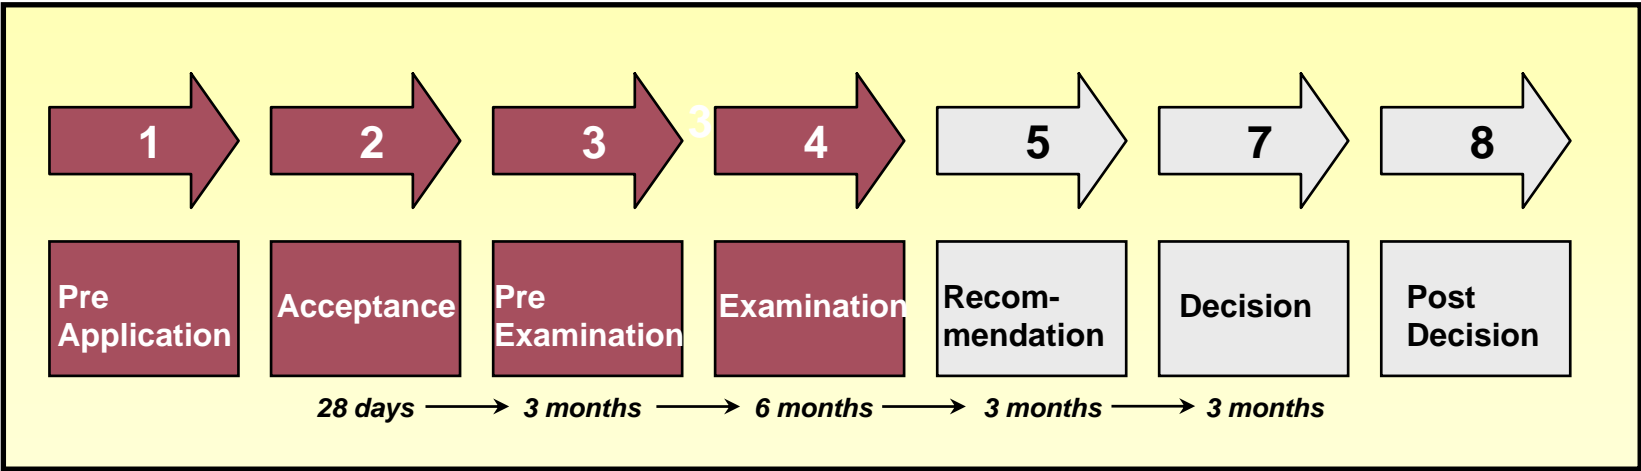 1 2 3 3 4 5 7 8
Pre
Application
Acceptance
Pre
Examination
Examination
Recom-
mendation
Decision
Post
Decision
28 days 3 months 6 months 3 months 3 months